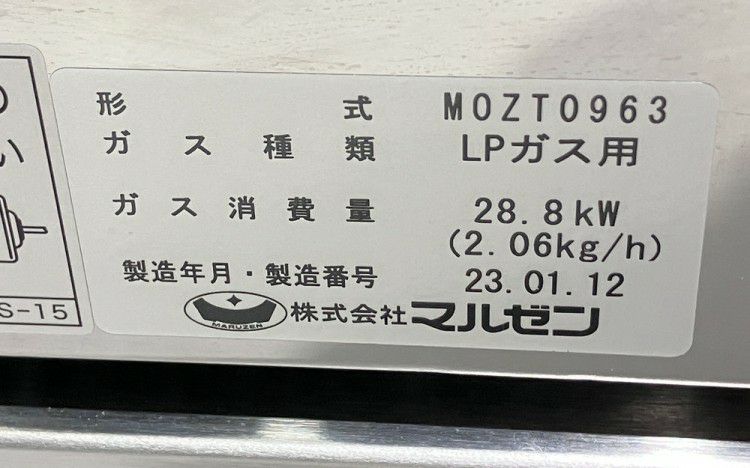 形式 M0ZT0963
ガス種類 LPガス用
ガス消費量 28.8kW
(2.06kg/h)
製造年月・製造番号 23.01.12
MARUZEN 株式会社マルゼン
い
S-15